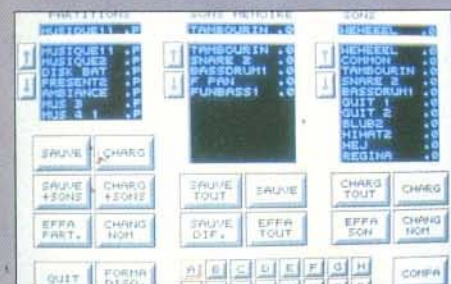 PARTITIONS
MUSIQUE11 .P
MUSIQUE11 .P
MUSIQUE2 .P
DISK BAT .P
PRESENTE .P
AMBIANCE .P
MUS 3 .P
MUS 4 1 .P
SAUVE CHARG
SAUVE +SONS CHARG +SONS
EFFA PART. CHANG NOM
QUIT FORMA DISQ.
SONS MEMOIRE
TAMBOURIN .0
TAMBOURIN .0
SNARE 2 .0
BASSDRUM1 .0
PAN .0
FUNBASS1 .0
SAUVE TOUT SAUVE
SAUVE DIF. EFFA TOUT
A B C D E F G H
SONS
WEHEEEL .0
WEHEEEL .0
COMMON .0
TAMBOURIN .0
SNARE 2 .0
BASSDRUM1 .0
GUIT 1 .0
GUIT 2 .0
BLUB2 .0
HIHAT2 .0
HEJ .0
REGINA .0
CHARG TOUT CHARG
EFFA SON CHANG NOM
COMPA